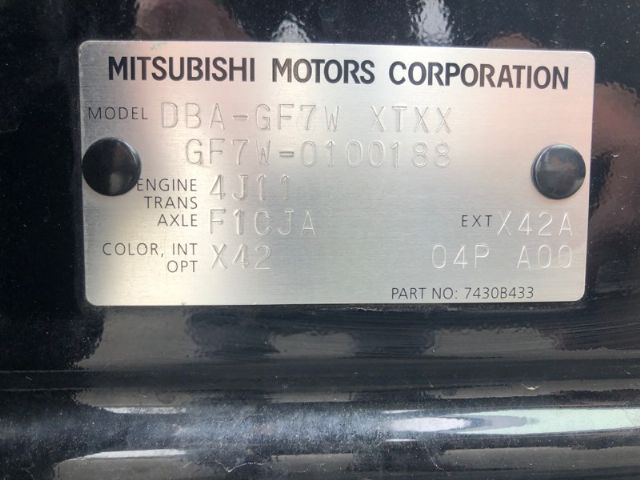 MITSUBISHI MOTORS CORPORATION
MODEL DBA-GF7W XTXX
GF7W-0100188
ENGINE 4J11
TRANS
AXLE F1CJA EXT X42A
COLOR, INT X42 04P A00
OPT
PART NO: 7430B433